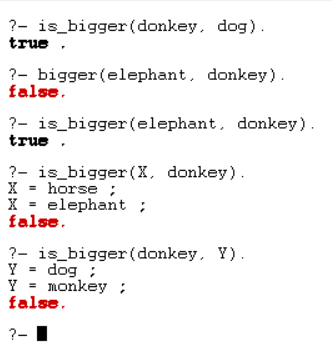 ?- is_bigger(donkey, dog).
true .
?- bigger(elephant, donkey).
false.
?- is_bigger(elephant, donkey).
true .
?- is_bigger(X, donkey).
X = horse ;
X = elephant ;
false.
?- is_bigger(donkey, Y).
Y = dog ;
Y = monkey ;
false.
?-